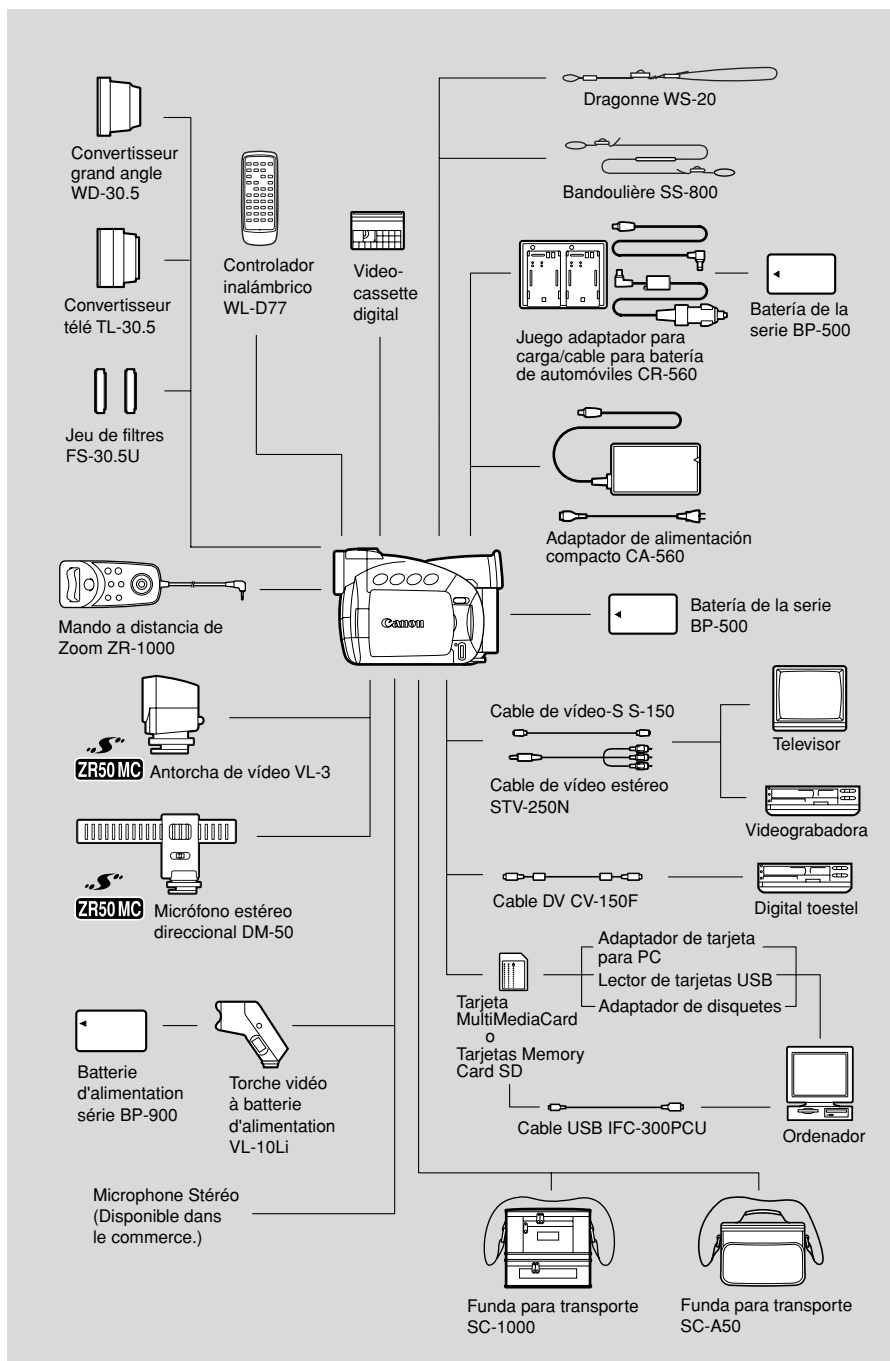 Dragonne WS-20
Convertisseur
grand angle
WD-30.5
Bandoulière SS-800
Controlador
inalámbrico
WL-D77
Video-
cassette
digital
Convertisseur
télé TL-30.5
Batería de la
serie BP-500
Juego adaptador para
carga/cable para batería
de automóviles CR-560
Jeu de filtres
FS-30.5U
Adaptador de alimentación
compacto CA-560
Mando a distancia de
Zoom ZR-1000
Canon
Batería de la serie
BP-500
Cable de vídeo-S S-150
Televisor
S
ZR50 MC Antorcha de vídeo VL-3
Cable de vídeo estéreo
STV-250N
Videograbadora
S
ZR50 MC Micrófono estéreo
direccional DM-50
Cable DV CV-150F
Digital toestel
Adaptador de tarjeta
para PC
Lector de tarjetas USB
Adaptador de disquetes
Tarjeta
MultiMediaCard
o
Tarjetas Memory
Card SD
Batterie
d'alimentation
série BP-900
Torche vidéo
à batterie
d'alimentation
VL-10Li
Cable USB IFC-300PCU
Ordenador
Microphone Stéréo
(Disponible dans
le commerce.)
Funda para transporte
SC-1000
Funda para transporte
SC-A50